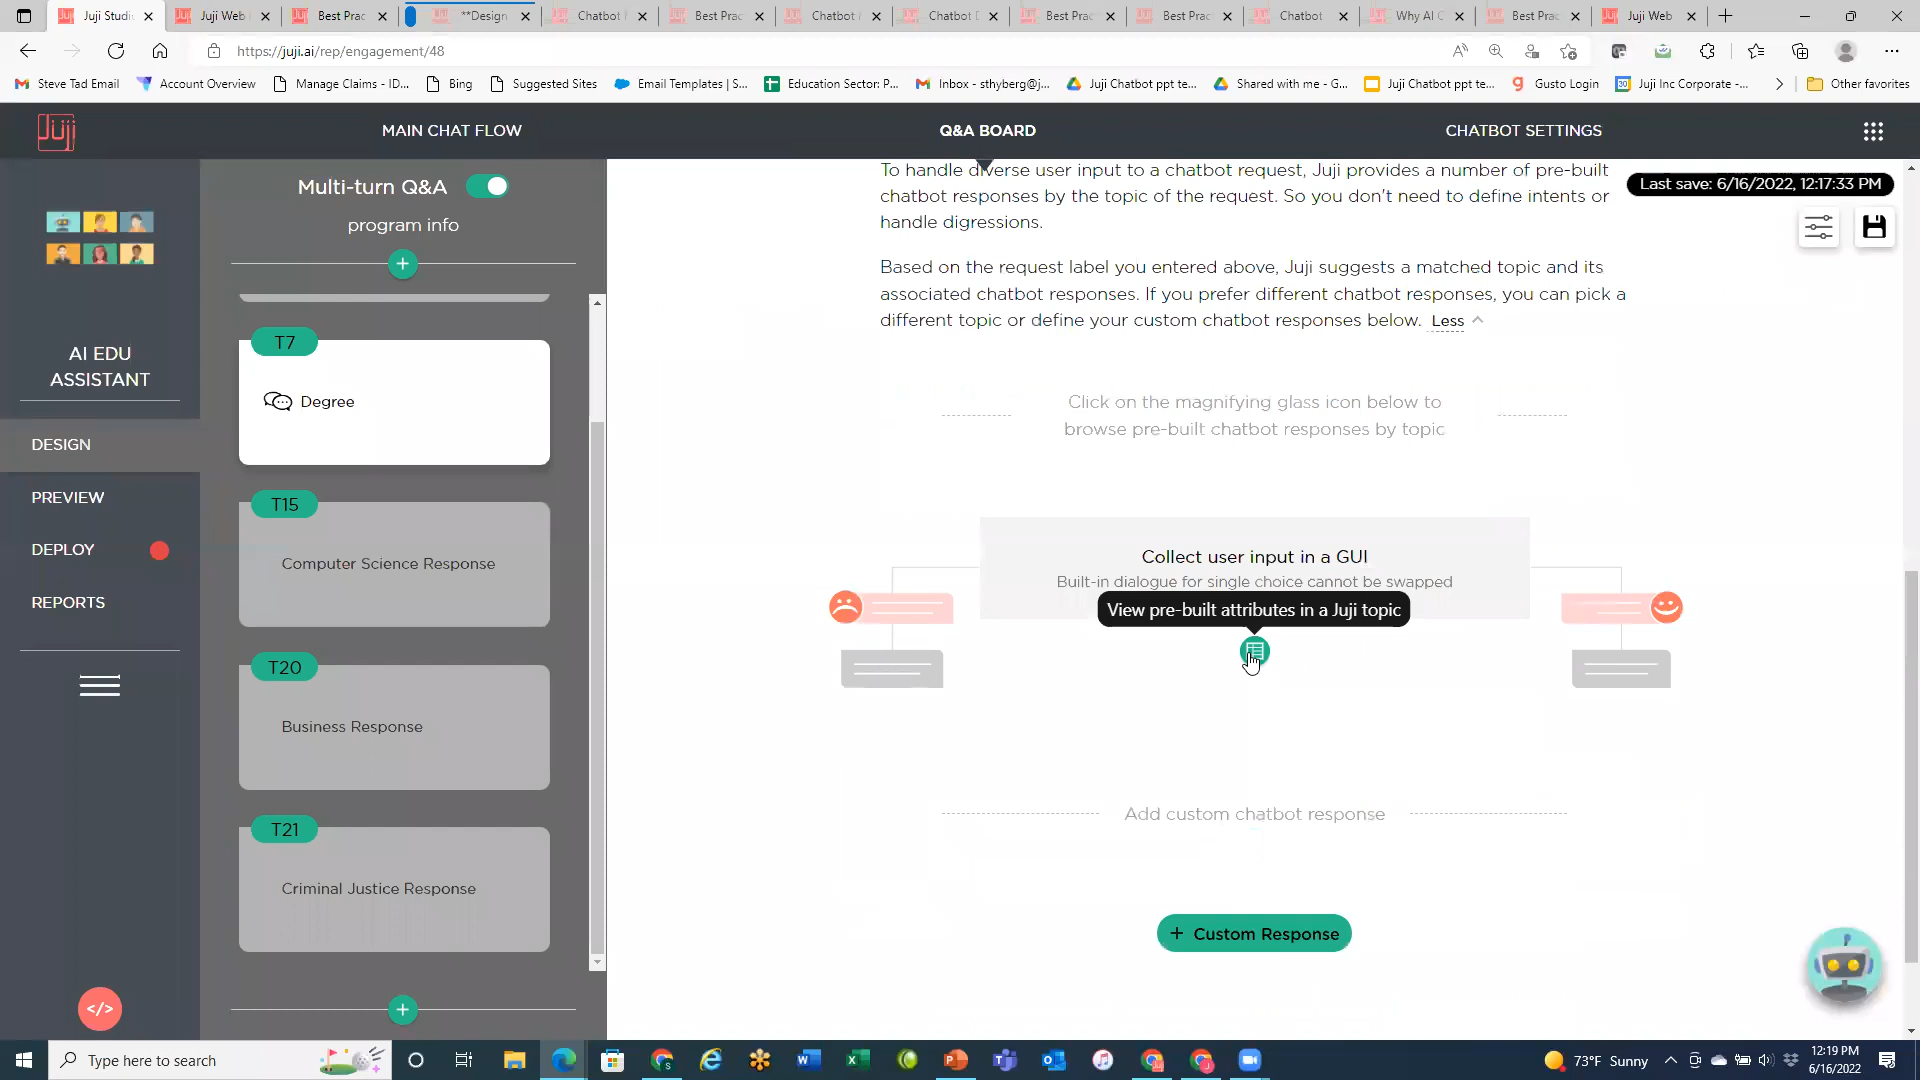 Juji Studi
Juji Web
Best Prac
**Design
Chatbot
Best Prac
Chatbot
Chatbot D
Best Prac
Best Prac
Chatbot
Why AI C
Best Prac
Juji Web
https://juji.ai/rep/engagement/48
Steve Tad Email
Account Overview
Manage Claims - ID...
Bing
Suggested Sites
Email Templates | S...
Education Sector: P...
Inbox - sthyberg@j...
Juji Chatbot ppt te...
Shared with me - G...
Juji Chatbot ppt te...
Gusto Login
Juji Inc Corporate -...
Other favorites
Juji
MAIN CHAT FLOW
Q&A BOARD
CHATBOT SETTINGS
AI EDU
ASSISTANT
DESIGN
PREVIEW
DEPLOY
REPORTS
</>
Multi-turn Q&A
program info
T7
Degree
T15
Computer Science Response
T20
Business Response
T21
Criminal Justice Response
Last save: 6/16/2022, 12:17:33 PM
To handle diverse user input to a chatbot request, Juji provides a number of pre-built
chatbot responses by the topic of the request. So you don't need to define intents or
handle digressions.
Based on the request label you entered above, Juji suggests a matched topic and its
associated chatbot responses. If you prefer different chatbot responses, you can pick a
different topic or define your custom chatbot responses below. Less
Click on the magnifying glass icon below to
browse pre-built chatbot responses by topic
Collect user input in a GUI
Built-in dialogue for single choice cannot be swapped
View pre-built attributes in a Juji topic
Add custom chatbot response
+ Custom Response
Type here to search
73°F Sunny
12:19 PM
6/16/2022